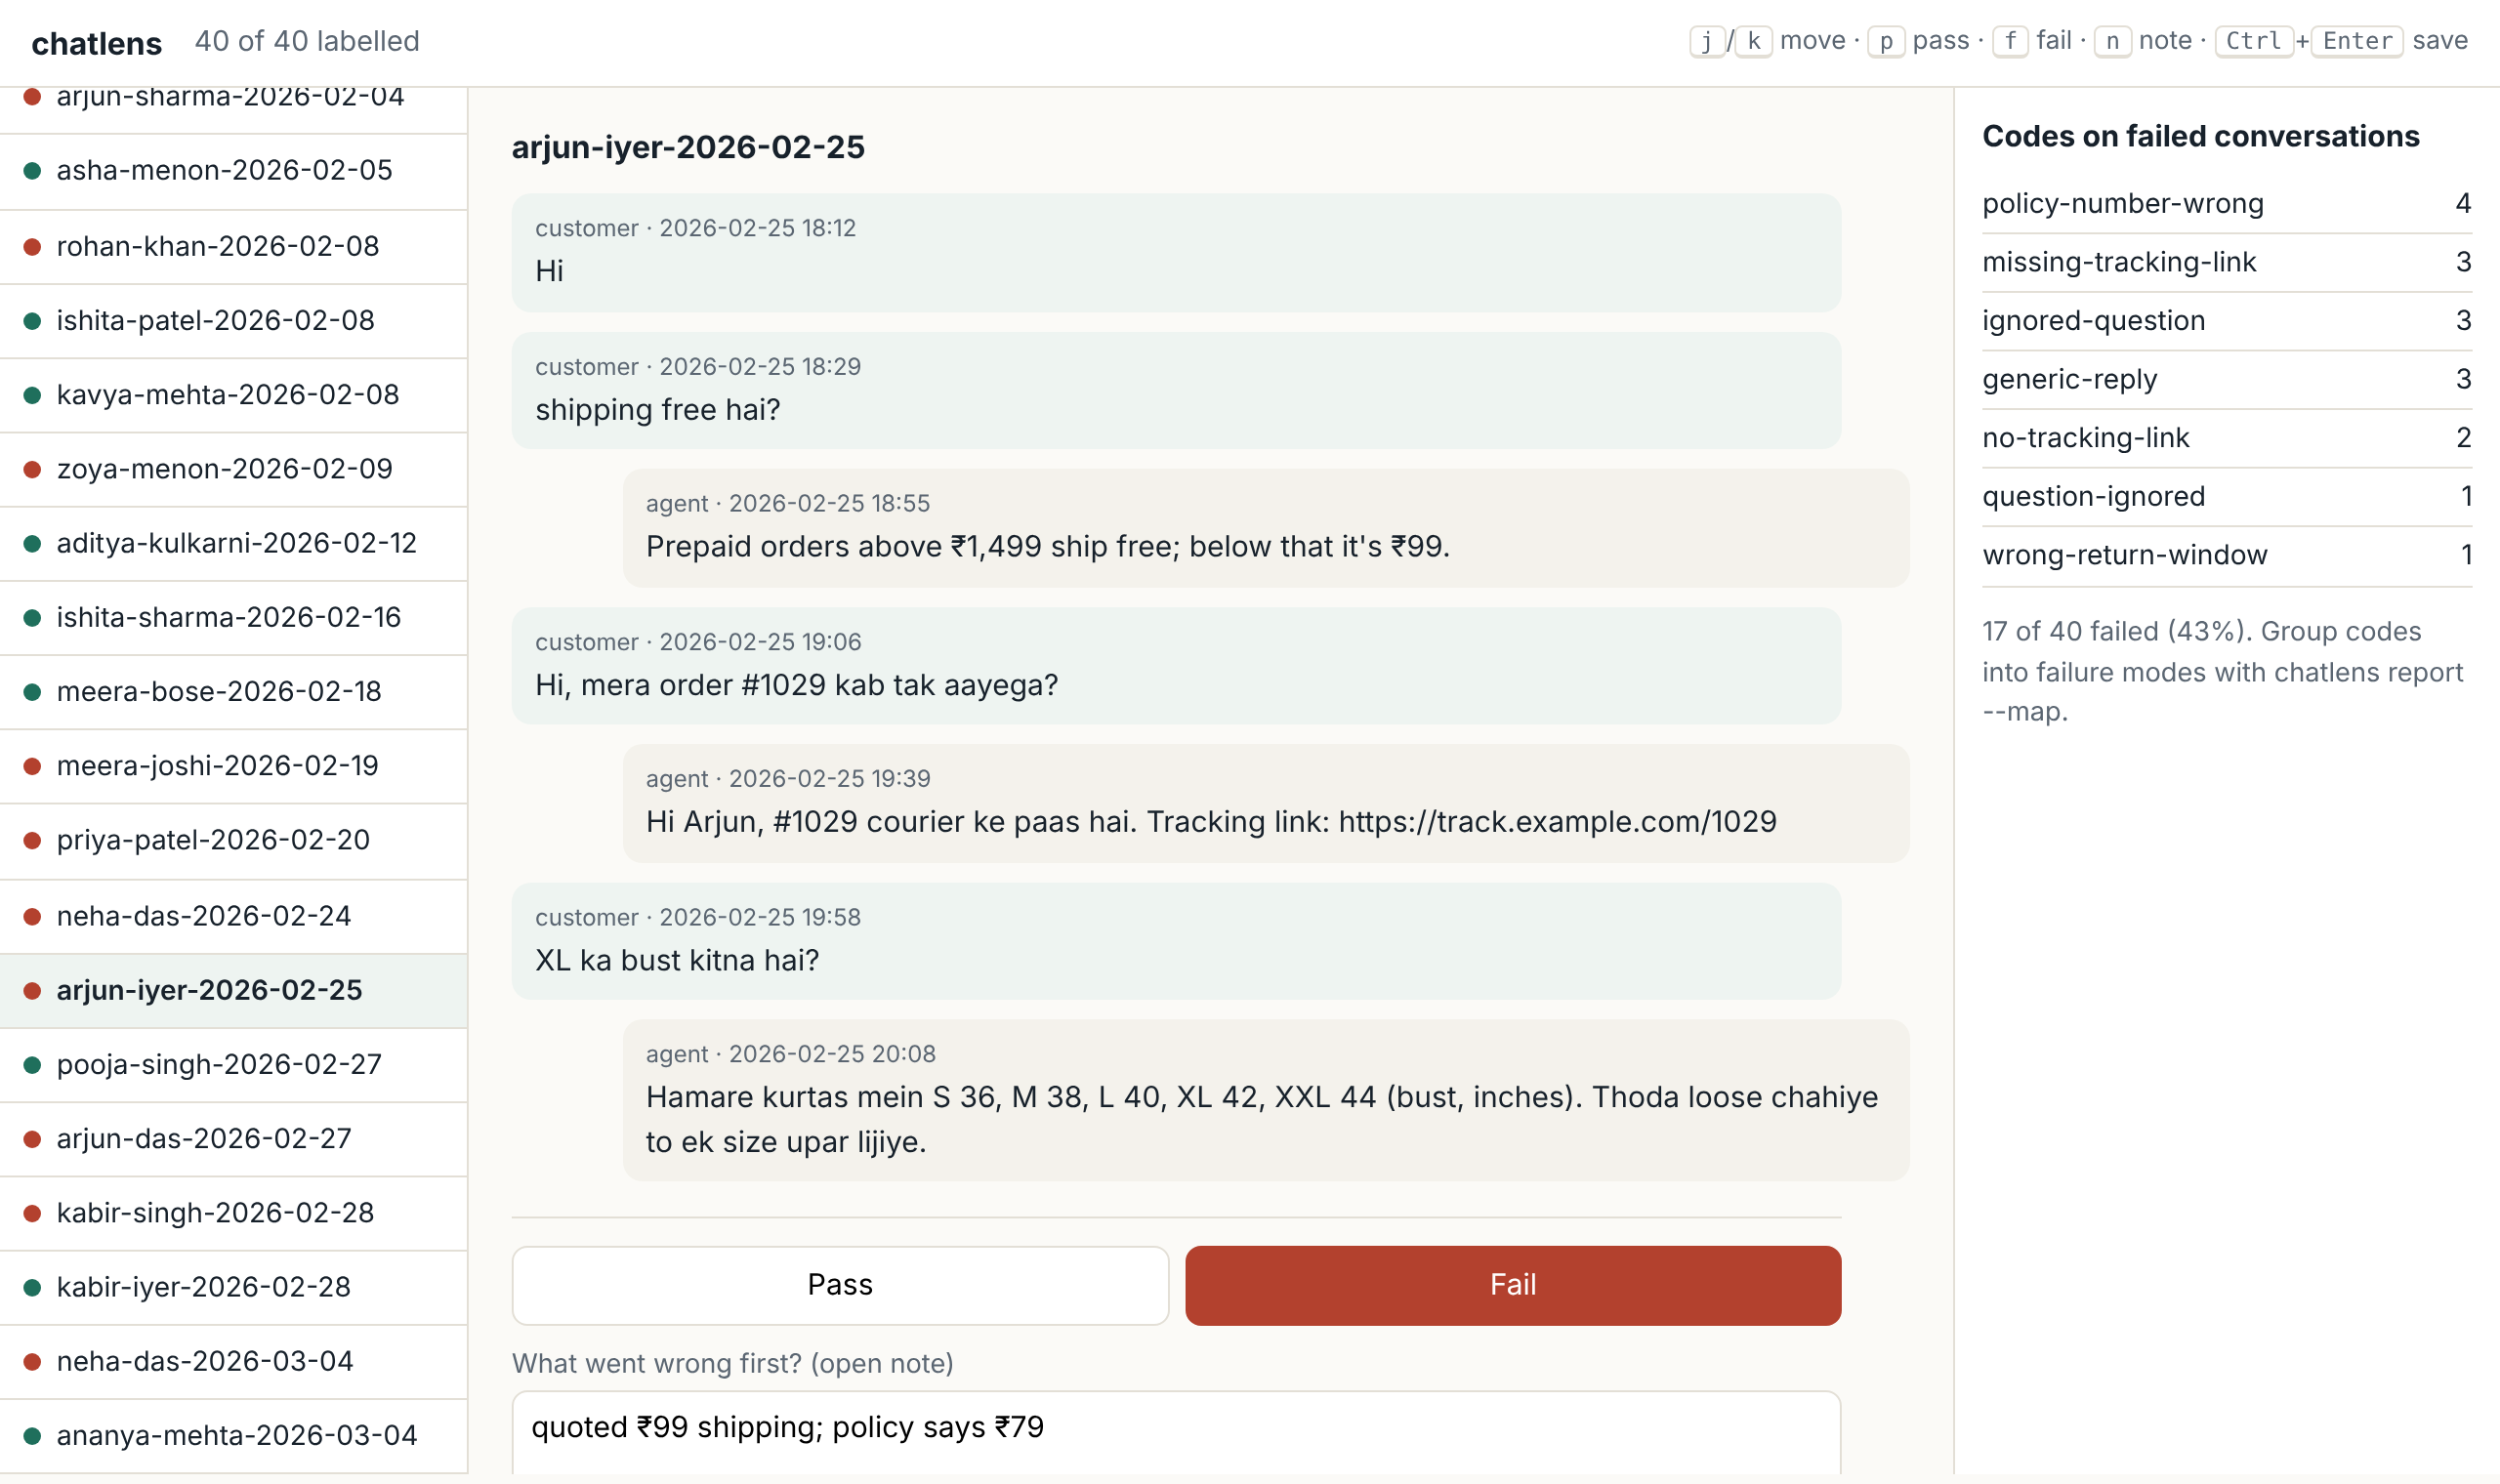 chatlens 40 of 40 labelled
j/k move · p pass · f fail · n note · Ctrl+Enter save
arjun-sharma-2026-02-04
asha-menon-2026-02-05
rohan-khan-2026-02-08
ishita-patel-2026-02-08
kavya-mehta-2026-02-08
zoya-menon-2026-02-09
aditya-kulkarni-2026-02-12
ishita-sharma-2026-02-16
meera-bose-2026-02-18
meera-joshi-2026-02-19
priya-patel-2026-02-20
neha-das-2026-02-24
arjun-iyer-2026-02-25
pooja-singh-2026-02-27
arjun-das-2026-02-27
kabir-singh-2026-02-28
kabir-iyer-2026-02-28
neha-das-2026-03-04
ananya-mehta-2026-03-04
arjun-iyer-2026-02-25
customer · 2026-02-25 18:12
Hi
customer · 2026-02-25 18:29
shipping free hai?
agent · 2026-02-25 18:55
Prepaid orders above ₹1,499 ship free; below that it's ₹99.
customer · 2026-02-25 19:06
Hi, mera order #1029 kab tak aayega?
agent · 2026-02-25 19:39
Hi Arjun, #1029 courier ke paas hai. Tracking link: https://track.example.com/1029
customer · 2026-02-25 19:58
XL ka bust kitna hai?
agent · 2026-02-25 20:08
Hamare kurtas mein S 36, M 38, L 40, XL 42, XXL 44 (bust, inches). Thoda loose chahiye
to ek size upar lijiye.
Pass
Fail
What went wrong first? (open note)
quoted ₹99 shipping; policy says ₹79
Codes on failed conversations
policy-number-wrong 4
missing-tracking-link 3
ignored-question 3
generic-reply 3
no-tracking-link 2
question-ignored 1
wrong-return-window 1
17 of 40 failed (43%). Group codes
into failure modes with chatlens report
--map.